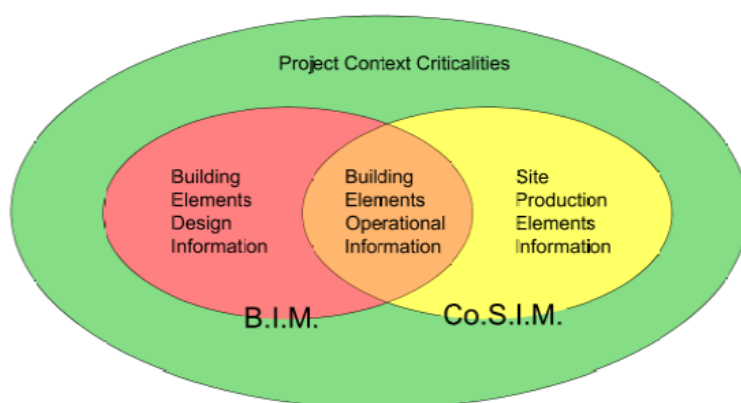 Project Context Criticalities
Building
Elements
Design
Information
Building
Elements
Operational
Information
Site
Production
Elements
Information
B.I.M.
Co.S.I.M.